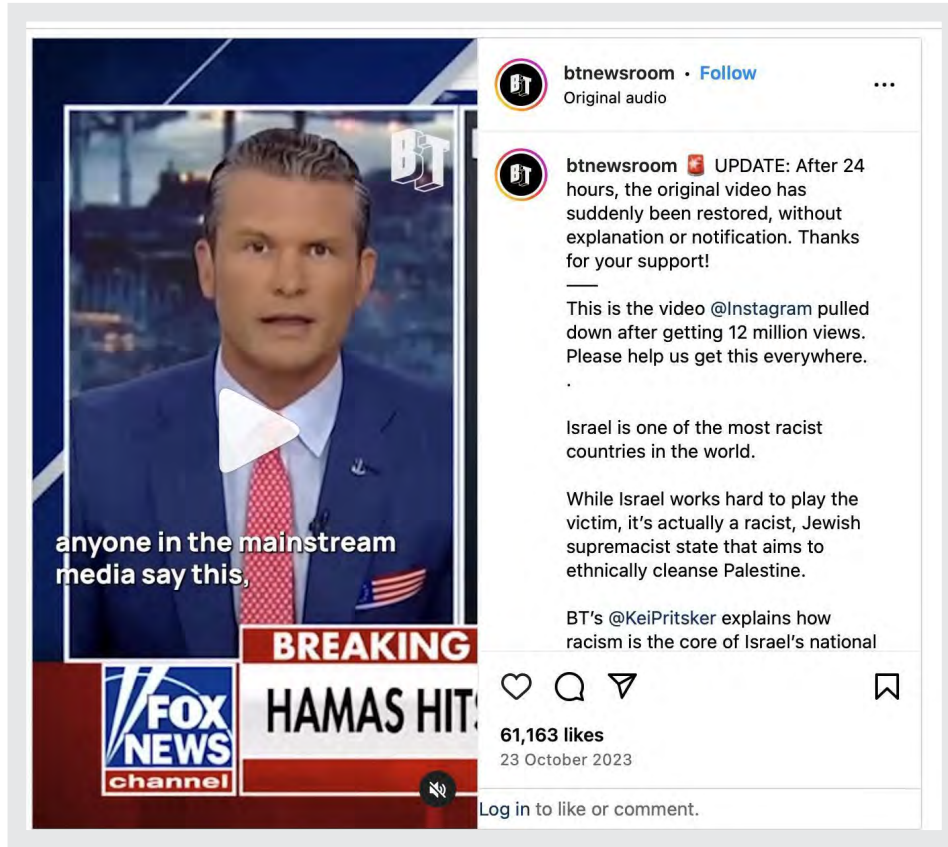 BT
anyone in the mainstream
media say this,
BREAKING
HAMAS HITS
FOX
NEWS
channel
BT
btnewsroom • Follow
Original audio
...
BT
btnewsroom 🚨 UPDATE: After 24
hours, the original video has
suddenly been restored, without
explanation or notification. Thanks
for your support!
——
This is the video @Instagram pulled
down after getting 12 million views.
Please help us get this everywhere.
.
Israel is one of the most racist
countries in the world.
While Israel works hard to play the
victim, it’s actually a racist, Jewish
supremacist state that aims to
ethnically cleanse Palestine.
BT’s @KeiPritsker explains how
racism is the core of Israel’s national
61,163 likes
23 October 2023
Log in to like or comment.